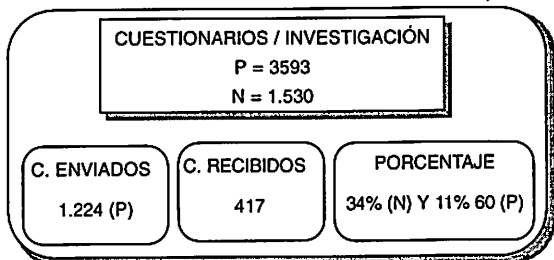 CUESTIONARIOS / INVESTIGACIÓN
P = 3593
N = 1.530
C. ENVIADOS
1.224 (P)
C. RECIBIDOS
417
PORCENTAJE
34% (N) Y 11% 60 (P)